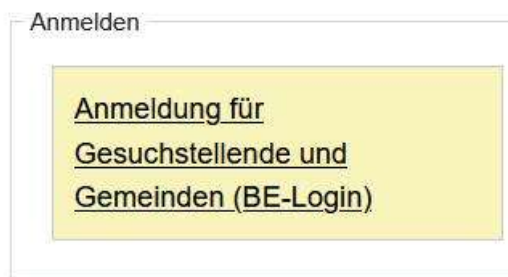 Anmelden
Anmeldung für
Gesuchstellende und
Gemeinden (BE-Login)